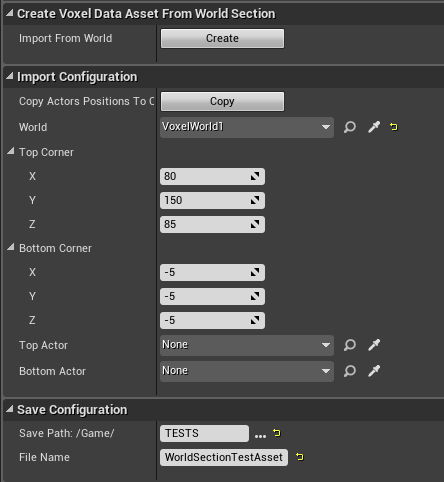 Create Voxel Data Asset From World Section
Import From World Create
Import Configuration
Copy Actors Positions To C Copy
World VoxelWorld1
Top Corner
X 80
Y 150
Z 85
Bottom Corner
X -5
Y -5
Z -5
Top Actor None
Bottom Actor None
Save Configuration
Save Path: /Game/ TESTS ...
File Name WorldSectionTestAsset